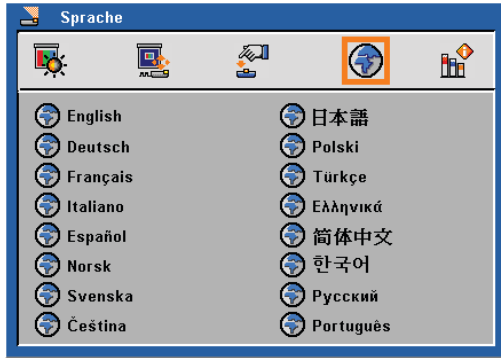 Sprache
English
Deutsch
Français
Italiano
Español
Norsk
Svenska
Čeština
日本語
Polski
Türkçe
Ελληνικά
简体中文
한국어
Русский
Português